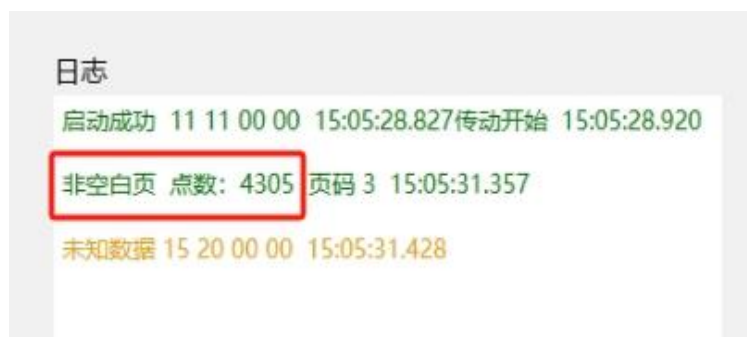 日志
启动成功 11 11 00 00 15:05:28.827传动开始 15:05:28.920
非空白页 点数：4305 页码 3 15:05:31.357
未知数据 15 20 00 00 15:05:31.428